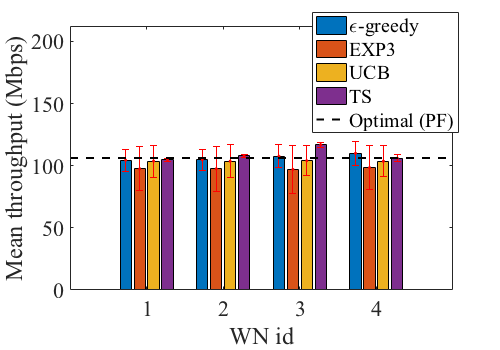 ϵ-greedy
EXP3
UCB
TS
Optimal (PF)
Mean throughput (Mbps)
200
150
100
50
0
1 2 3 4
WN id